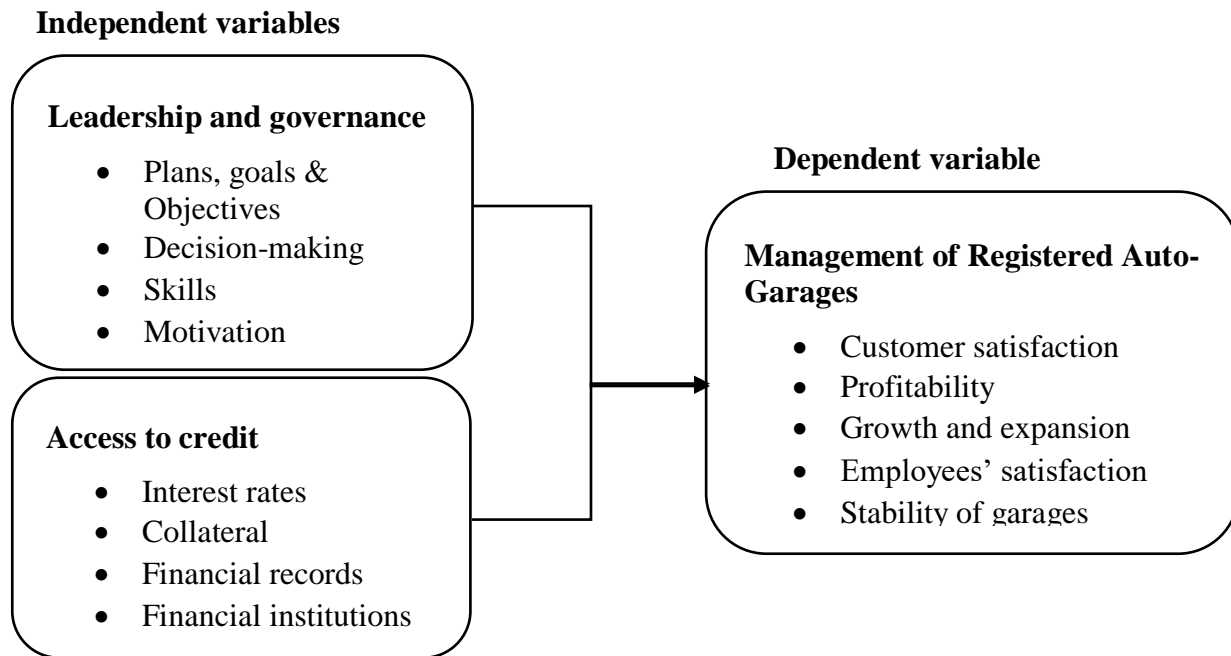 Independent variables
Leadership and governance
• Plans, goals &
Objectives
• Decision-making
• Skills
• Motivation
Access to credit
• Interest rates
• Collateral
• Financial records
• Financial institutions
Dependent variable
Management of Registered Auto-
Garages
• Customer satisfaction
• Profitability
• Growth and expansion
• Employees’ satisfaction
• Stability of garages